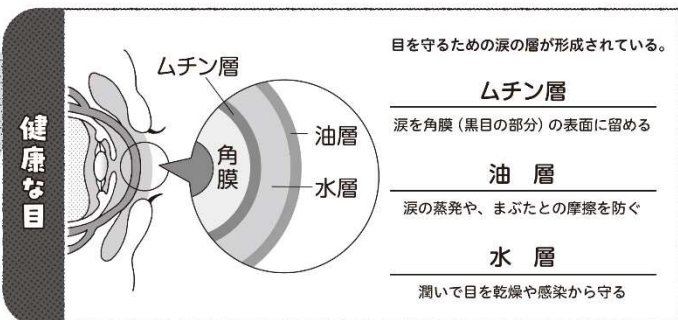 健康な目
ムチン層
油層
水層
角膜
目を守るための涙の層が形成されている。
ムチン層
涙を角膜（黒目の部分）の表面に留める
油　層
涙の蒸発や、まぶたとの摩擦を防ぐ
水　層
潤いで目を乾燥や感染から守る